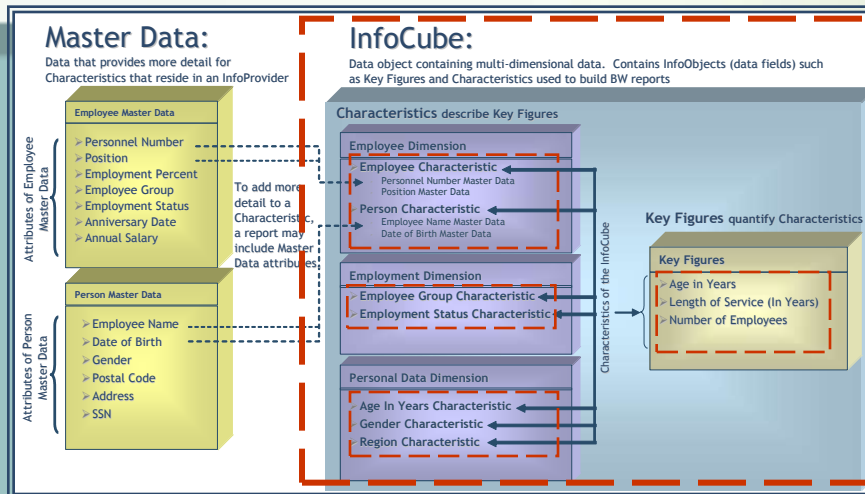 Master Data:
Data that provides more detail for
Characteristics that reside in an InfoProvider
Employee Master Data
Personnel Number
Position
Employment Percent
Employee Group
Employment Status
Anniversary Date
Annual Salary
Attributes of Employee
Master Data
Person Master Data
Employee Name
Date of Birth
Gender
Postal Code
Address
SSN
Attributes of Person
Master Data
To add more
detail to a
Characteristic,
a report may
include Master
Data attributes
InfoCube:
Data object containing multi-dimensional data. Contains InfoObjects (data fields) such
as Key Figures and Characteristics used to build BW reports
Characteristics describe Key Figures
Employee Dimension
Employee Characteristic
Personnel Number Master Data
Position Master Data
Person Characteristic
Employee Name Master Data
Date of Birth Master Data
Employment Dimension
Employee Group Characteristic
Employment Status Characteristic
Personal Data Dimension
Age In Years Characteristic
Gender Characteristic
Region Characteristic
Characteristics of the InfoCube
Key Figures quantify Characteristics
Key Figures
Age in Years
Length of Service (In Years)
Number of Employees